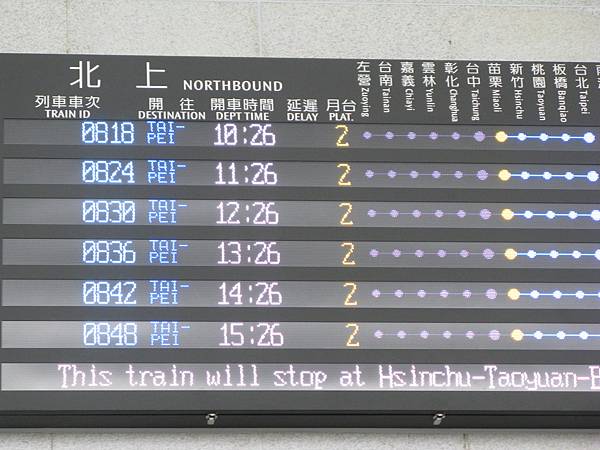 北上 NORTHBOUND
左營 台南 嘉義 雲林 彰化 台中 苗栗 新竹 桃園 板橋 台北
Zuoying Tainan Chiayi Yunlin Changhua Taichung Miaoli Hsinchu Taoyuan Banqiao Taipei
列車車次 開往 開車時間 延遲 月台
TRAIN ID DESTINATION DEPT TIME DELAY PLAT.
0818 TAI-PEI 10:26 2
0824 TAI-PEI 11:26 2
0830 TAI-PEI 12:26 2
0836 TAI-PEI 13:26 2
0842 TAI-PEI 14:26 2
0848 TAI-PEI 15:26 2
This train will stop at Hsinchu-Taoyuan-